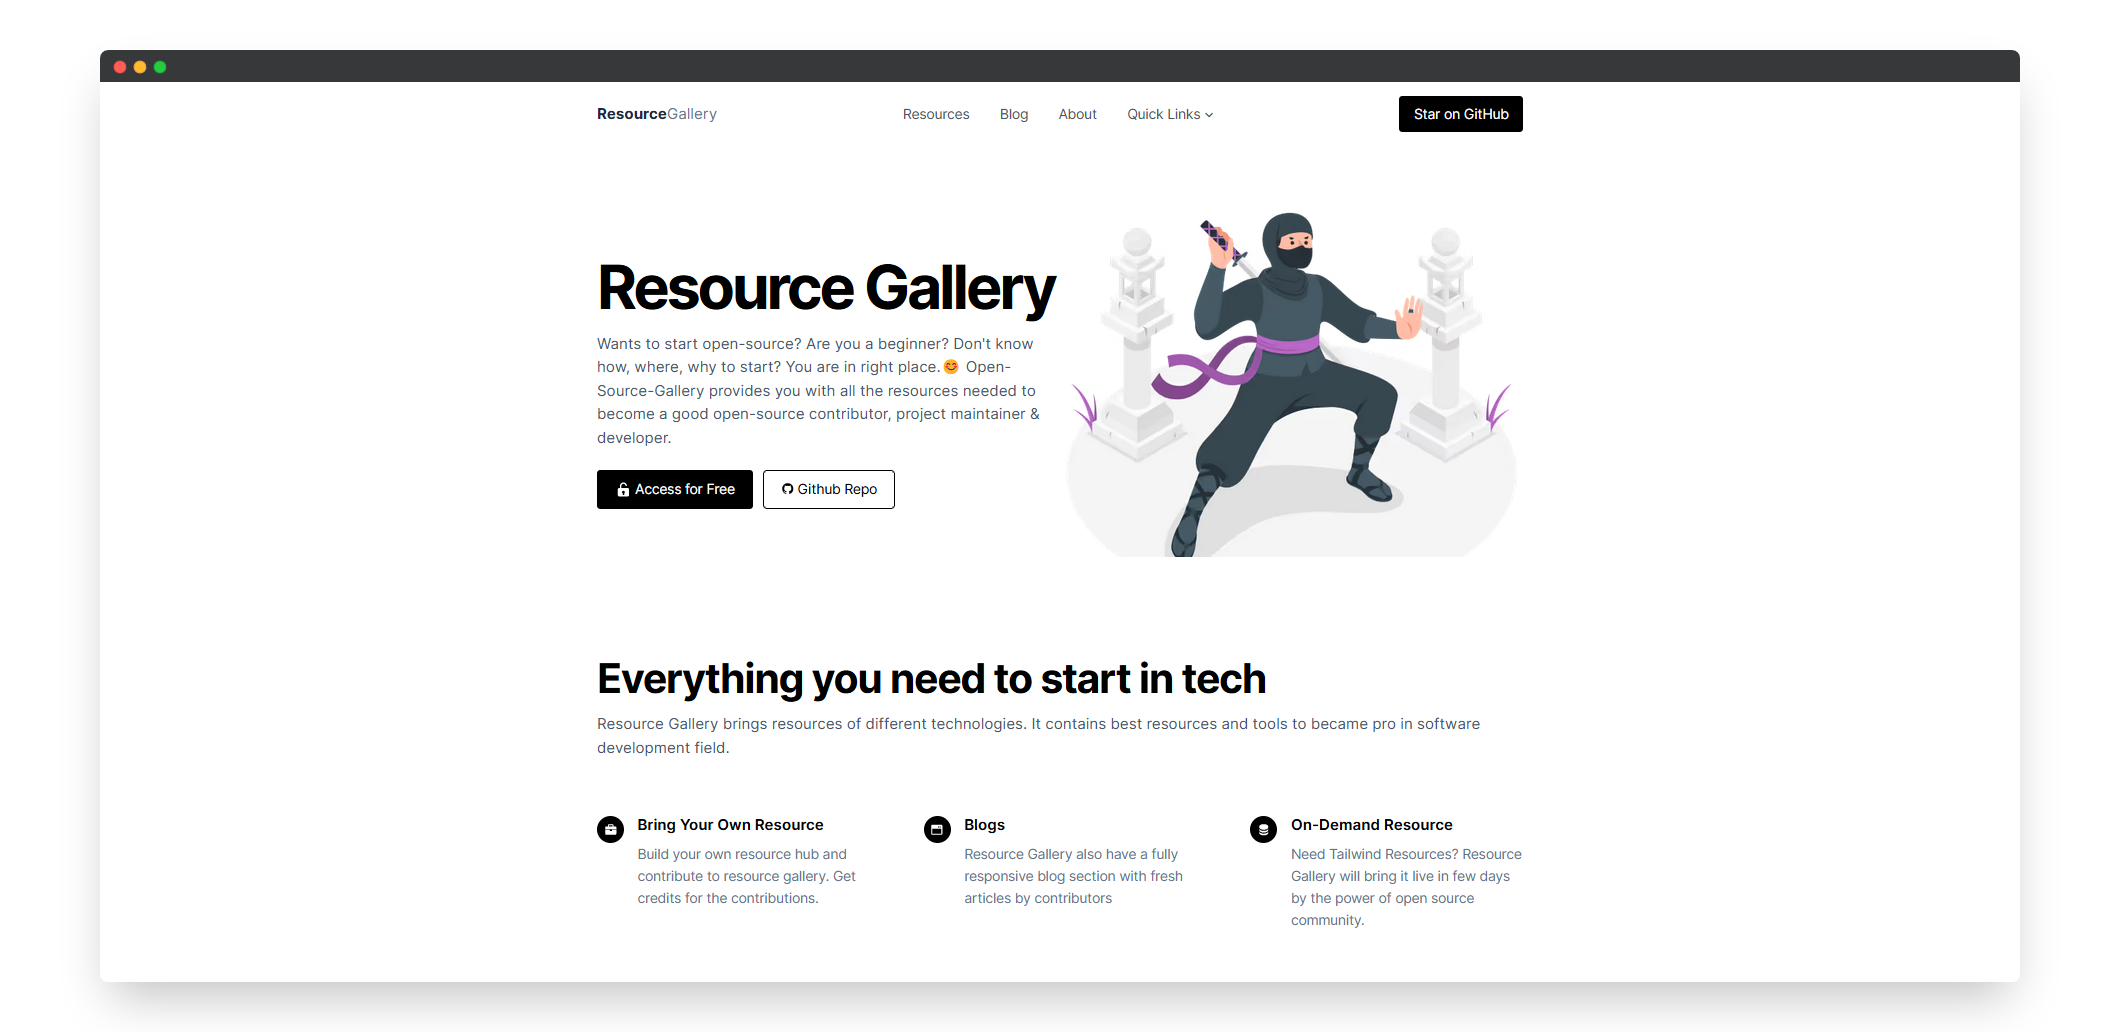 ResourceGallery
Resources
Blog
About
Quick Links
Star on GitHub
Resource Gallery
Wants to start open-source? Are you a beginner? Don't know
how, where, why to start? You are in right place.😊 Open-
Source-Gallery provides you with all the resources needed to
become a good open-source contributor, project maintainer &
developer.
Access for Free
Github Repo
Everything you need to start in tech
Resource Gallery brings resources of different technologies. It contains best resources and tools to became pro in software
development field.
Bring Your Own Resource
Build your own resource hub and
contribute to resource gallery. Get
credits for the contributions.
Blogs
Resource Gallery also have a fully
responsive blog section with fresh
articles by contributors
On-Demand Resource
Need Tailwind Resources? Resource
Gallery will bring it live in few days
by the power of open source
community.